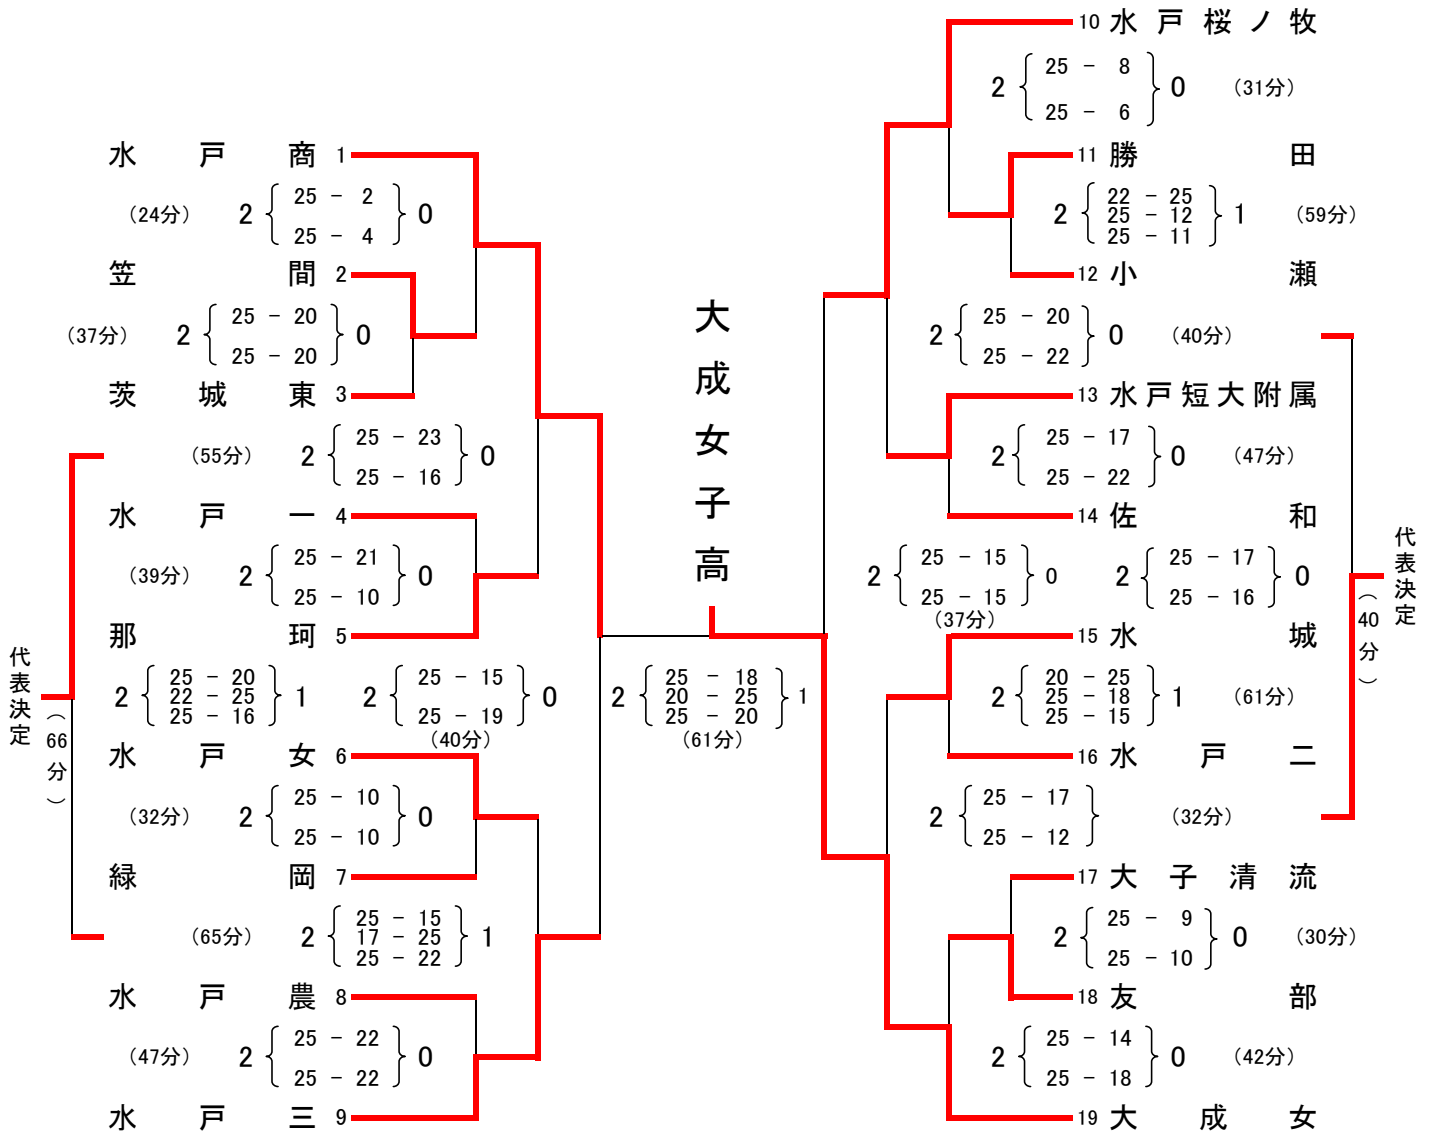 水戸商 1
25 - 2
(24分) 2 0
25 - 4
笠間 2
25 - 20
(37分) 2 0
25 - 20
茨城東 3
25 - 23
(55分) 2 0
25 - 16
水戸一 4
25 - 21
(39分) 2 0
25 - 10
那珂 5
代表決定
(66分)
25 - 20
2 22 - 25 1
25 - 16
25 - 15
2 0
25 - 19
(40分)
水戸女 6
25 - 10
(32分) 2 0
25 - 10
緑岡 7
25 - 15
(65分) 2 17 - 25 1
25 - 22
水戸農 8
25 - 22
(47分) 2 0
25 - 22
水戸三 9
大成女子高
25 - 18
2 20 - 25 1
25 - 20
(61分)
10 水戸桜ノ牧
25 - 8
2 0 (31分)
25 - 6
11 勝田
22 - 25
2 25 - 12 1 (59分)
25 - 11
12 小瀬
25 - 20
2 0 (40分)
25 - 22
13 水戸短大附属
25 - 17
2 0 (47分)
25 - 22
14 佐和
25 - 15
2 0
25 - 15
(37分)
25 - 17
2 0
25 - 16
代表決定
(40分)
15 水城
20 - 25
2 25 - 18 1 (61分)
25 - 15
16 水戸二
25 - 17
2 (32分)
25 - 12
17 大子清流
25 - 9
2 0 (30分)
25 - 10
18 友部
25 - 14
2 0 (42分)
25 - 18
19 大成女